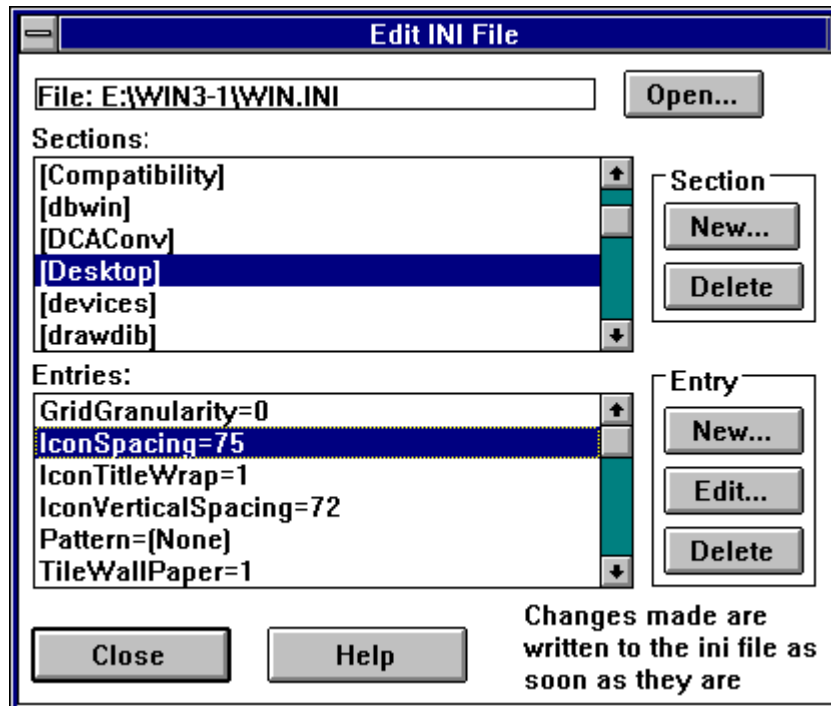 Edit INI File
File: E:\WIN3-1\WIN.INI
Open...
Sections:
[Compatibility]
[dbwin]
[DCAConv]
[Desktop]
[devices]
[drawdib]
Section
New...
Delete
Entries:
GridGranularity=0
IconSpacing=75
IconTitleWrap=1
IconVerticalSpacing=72
Pattern=(None)
TileWallPaper=1
Entry
New...
Edit...
Delete
Close
Help
Changes made are
written to the ini file as
soon as they are